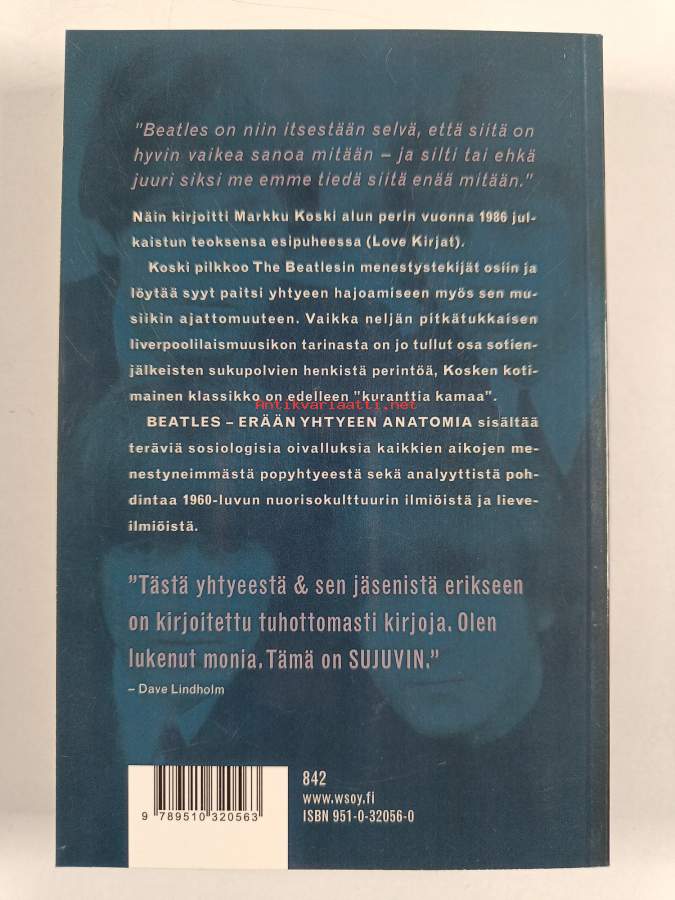 "Beatles on niin itsestään selvä, että siitä on
hyvin vaikea sanoa mitään – ja silti tai ehkä
juuri siksi me emme tiedä siitä enää mitään."
Näin kirjoitti Markku Koski alun perin vuonna 1986 jul-
kaistun teoksensa esipuheessa (Love Kirjat).
Koski pilkkoo The Beatlesin menestystekijät osiin ja
löytää syyt paitsi yhtyeen hajoamiseen myös sen mu-
siikin ajattomuuteen. Vaikka neljän pitkätukkaisen
liverpoolilaismuusikon tarinasta on jo tullut osa sotien-
jälkeisten sukupolvien henkistä perintöä, Kosken koti-
mainen klassikko on edelleen "kuranttia kamaa".
Antikvariaatti.net
BEATLES – ERÄÄN YHTYEEN ANATOMIA sisältää
teräviä sosiologisia oivalluksia kaikkien aikojen me-
nestyneimmästä popyhtyeestä sekä analyyttistä poh-
dintaa 1960-luvun nuorisokulttuurin ilmiöistä ja lieve-
ilmiöistä.
"Tästä yhtyeestä & sen jäsenistä erikseen
on kirjoitettu tuhottomasti kirjoja. Olen
lukenut monia. Tämä on SUJUVIN."
– Dave Lindholm
842
www.wsoy.fi
ISBN 951-0-32056-0
9 789510 320563